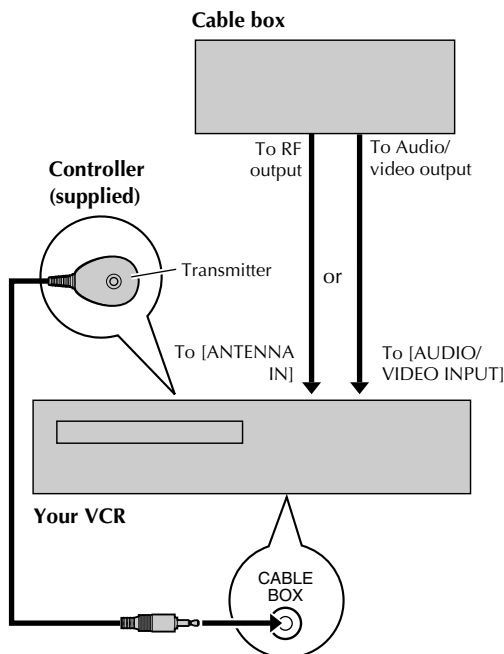 Cable box
To RF
output
To Audio/
video output
Controller
(supplied)
Transmitter
or
To [ANTENNA
IN]
To [AUDIO/
VIDEO INPUT]
Your VCR
CABLE
BOX